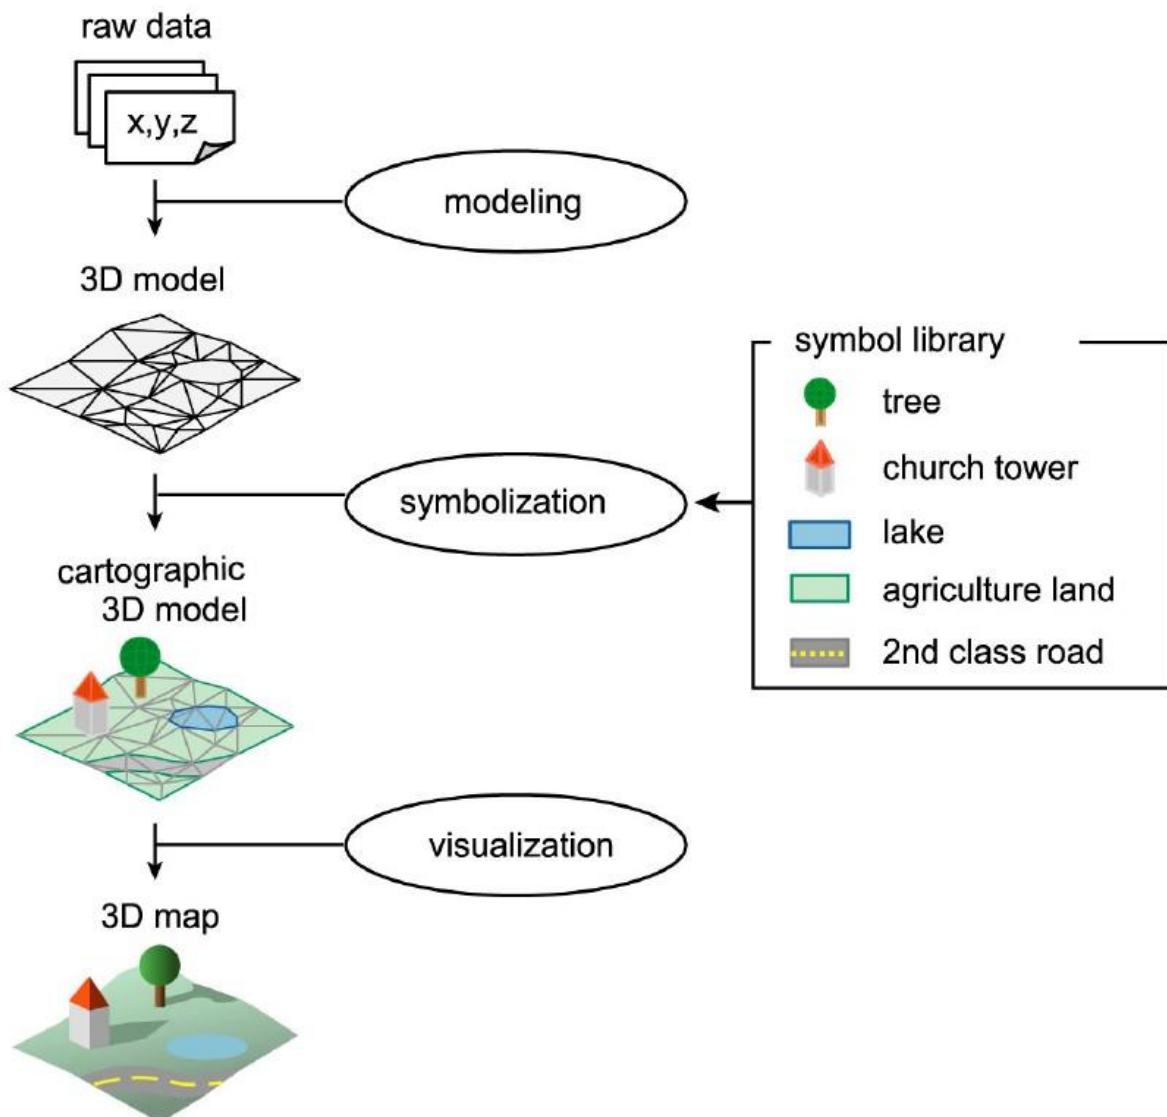 raw data
x,y,z
modeling
3D model
symbol library
tree
church tower
symbolization
lake
agriculture land
2nd class road
cartographic
3D model
visualization
3D map